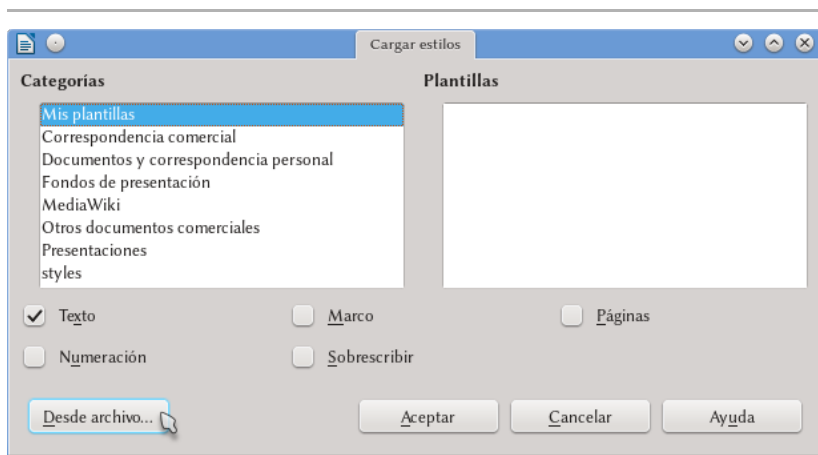 Cargar estilos
Categorías
Plantillas
Mis plantillas
Correspondencia comercial
Documentos y correspondencia personal
Fondos de presentación
MediaWiki
Otros documentos comerciales
Presentaciones
styles
Texto
Marco
Páginas
Numeración
Sobrescribir
Desde archivo...
Aceptar
Cancelar
Ayuda